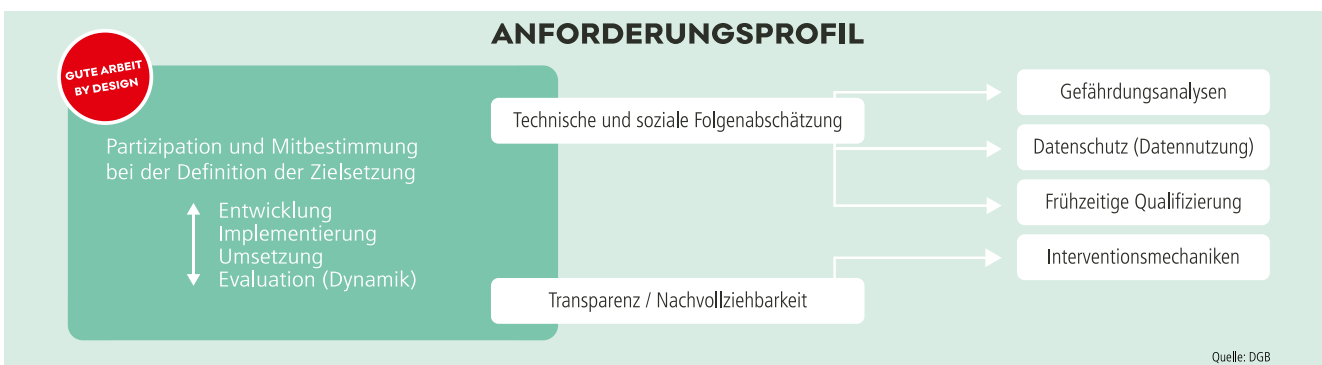 ANFORDERUNGSPROFIL
GUTE ARBEIT
BY DESIGN
Partizipation und Mitbestimmung
bei der Definition der Zielsetzung
Entwicklung
Implementierung
Umsetzung
Evaluation (Dynamik)
Technische und soziale Folgenabschätzung
Transparenz / Nachvollziehbarkeit
Gefährdungsanalysen
Datenschutz (Datennutzung)
Frühzeitige Qualifizierung
Interventionsmechaniken
Quelle: DGB